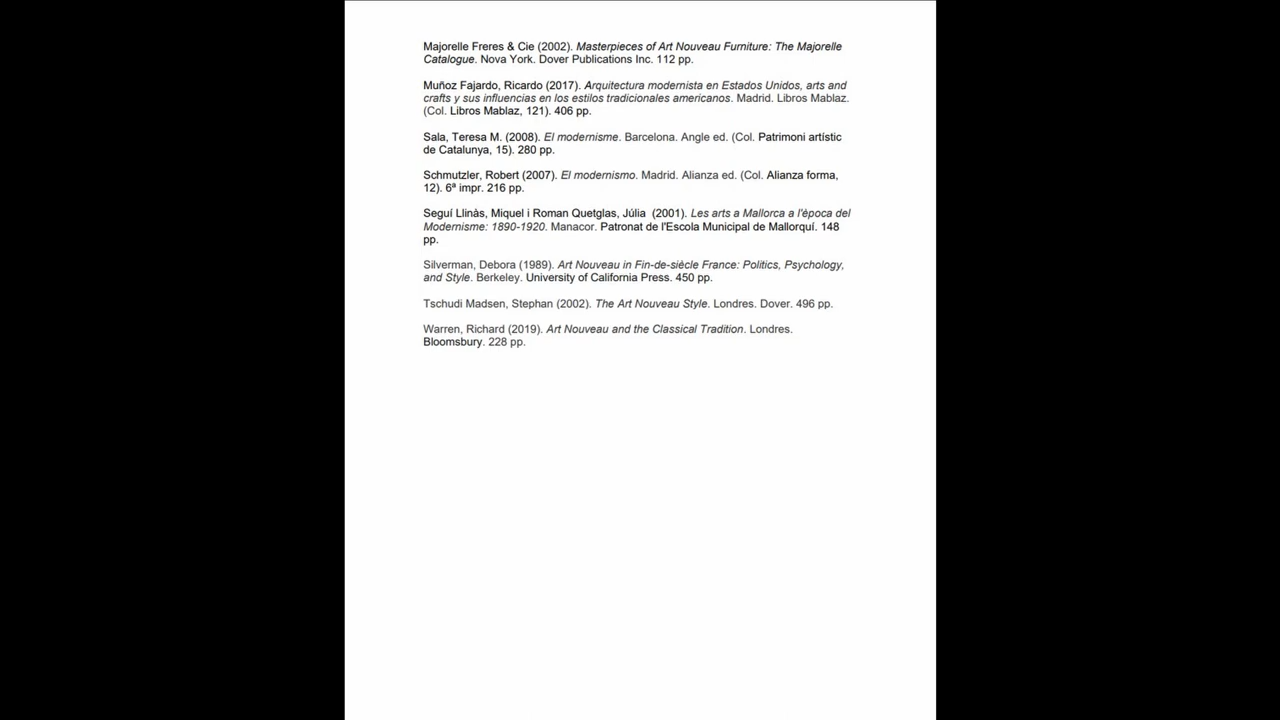 Majorelle Freres & Cie (2002). Masterpieces of Art Nouveau Furniture: The Majorelle
Catalogue. Nova York. Dover Publications Inc. 112 pp.
Muñoz Fajardo, Ricardo (2017). Arquitectura modernista en Estados Unidos, arts and
crafts y sus influencias en los estilos tradicionales americanos. Madrid. Libros Mablaz.
(Col. Libros Mablaz, 121). 406 pp.
Sala, Teresa M. (2008). El modernisme. Barcelona. Angle ed. (Col. Patrimoni artístic
de Catalunya, 15). 280 pp.
Schmutzler, Robert (2007). El modernismo. Madrid. Alianza ed. (Col. Alianza forma,
12). 6ª impr. 216 pp.
Seguí Llinàs, Miquel i Roman Quetglas, Júlia (2001). Les arts a Mallorca a l'època del
Modernisme: 1890-1920. Manacor. Patronat de l'Escola Municipal de Mallorquí. 148
pp.
Silverman, Debora (1989). Art Nouveau in Fin-de-siècle France: Politics, Psychology,
and Style. Berkeley. University of California Press. 450 pp.
Tschudi Madsen, Stephan (2002). The Art Nouveau Style. Londres. Dover. 496 pp.
Warren, Richard (2019). Art Nouveau and the Classical Tradition. Londres.
Bloomsbury. 228 pp.